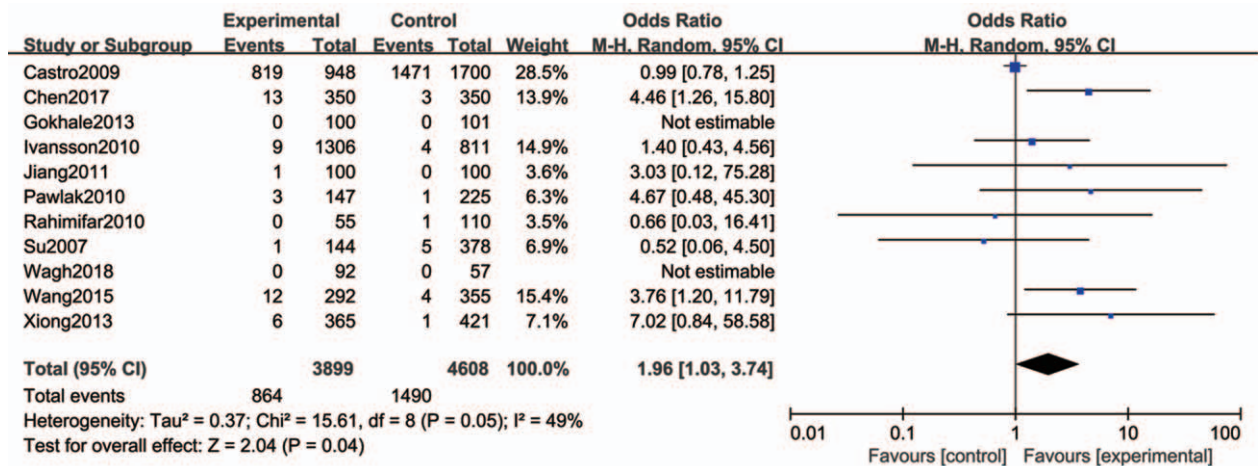 Experimental Control Odds Ratio Odds Ratio
Study or Subgroup Events Total Events Total Weight M-H. Random. 95% CI M-H. Random. 95% CI
Castro2009 819 948 1471 1700 28.5% 0.99 [0.78, 1.25]
Chen2017 13 350 3 350 13.9% 4.46 [1.26, 15.80]
Gokhale2013 0 100 0 101 Not estimable
Ivansson2010 9 1306 4 811 14.9% 1.40 [0.43, 4.56]
Jiang2011 1 100 0 100 3.6% 3.03 [0.12, 75.28]
Pawlak2010 3 147 1 225 6.3% 4.67 [0.48, 45.30]
Rahimifar2010 0 55 1 110 3.5% 0.66 [0.03, 16.41]
Su2007 1 144 5 378 6.9% 0.52 [0.06, 4.50]
Wagh2018 0 92 0 57 Not estimable
Wang2015 12 292 4 355 15.4% 3.76 [1.20, 11.79]
Xiong2013 6 365 1 421 7.1% 7.02 [0.84, 58.58]
Total (95% CI) 3899 4608 100.0% 1.96 [1.03, 3.74]
Total events 864 1490
Heterogeneity: Tau² = 0.37; Chi² = 15.61, df = 8 (P = 0.05); I² = 49%
Test for overall effect: Z = 2.04 (P = 0.04)
0.01 0.1 1 10 100
Favours [control] Favours [experimental]